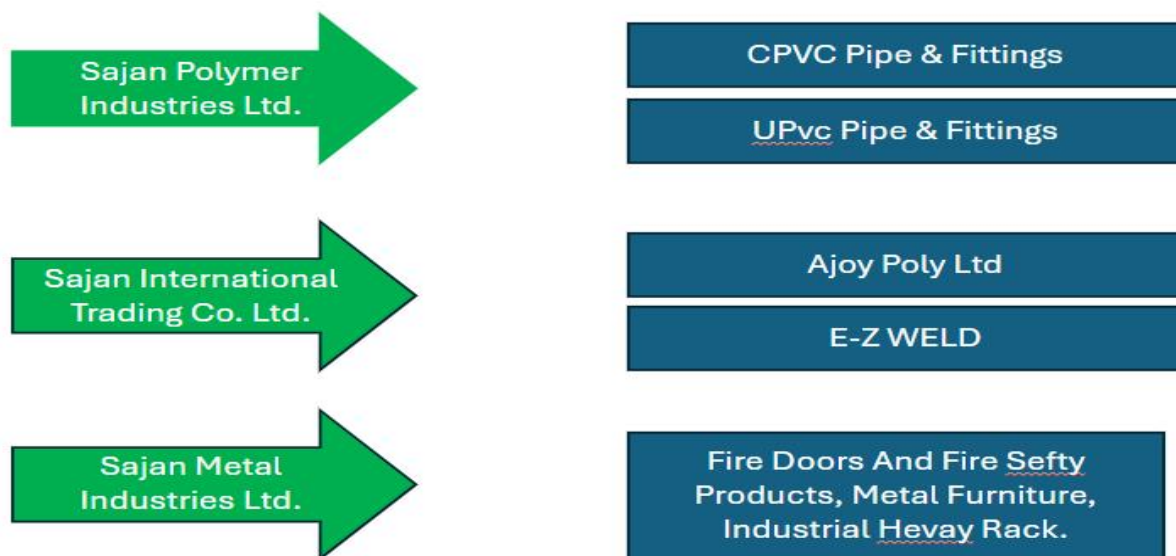 Sajan Polymer
Industries Ltd.
CPVC Pipe & Fittings
UPvc Pipe & Fittings
Sajan International
Trading Co. Ltd.
Ajoy Poly Ltd
E-Z WELD
Sajan Metal
Industries Ltd.
Fire Doors And Fire Sefty
Products, Metal Furniture,
Industrial Hevay Rack.